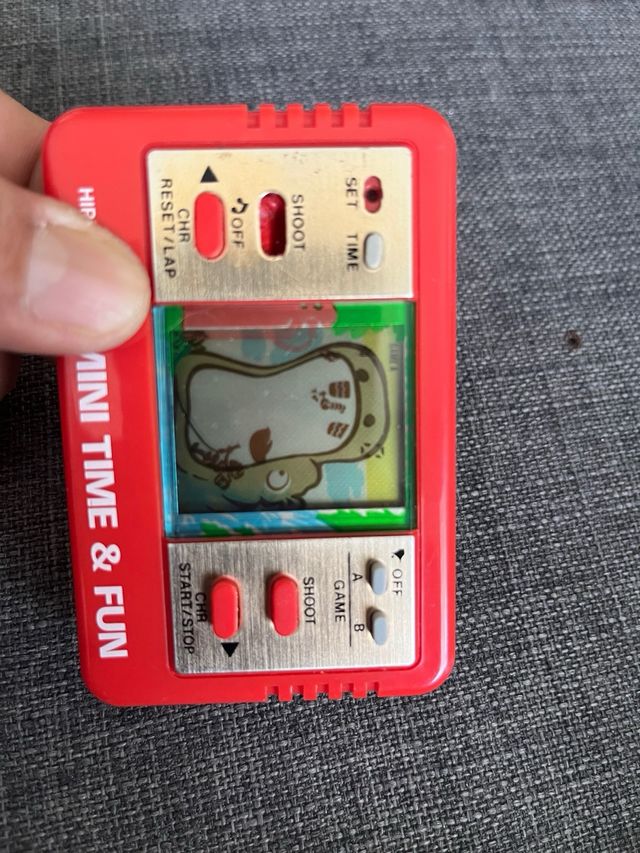 SET
TIME
OFF
A B
GAME
SHOOT
SHOOT
OFF
CHR
RESET/LAP
CHR
START/STOP
MINI TIME & FUN